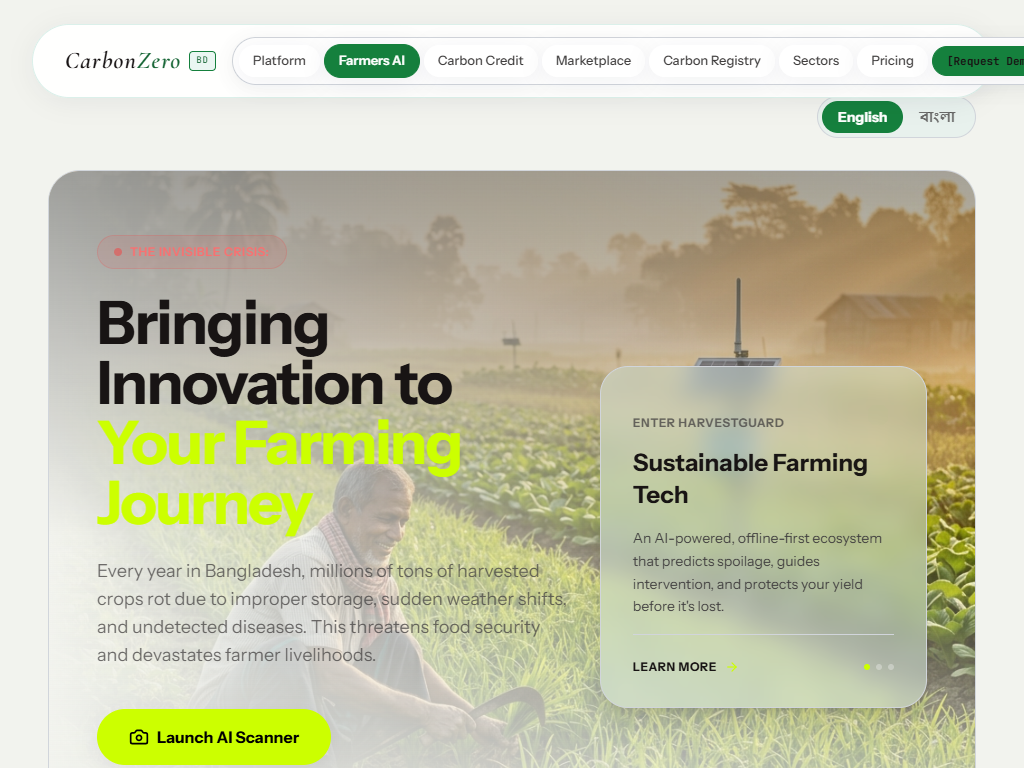 CarbonZero BD
Platform Farmers AI Carbon Credit Marketplace Carbon Registry Sectors Pricing [Request Dem
English বাংলা
THE INVISIBLE CRISIS:
Bringing
Innovation to
Your Farming
Journey
Every year in Bangladesh, millions of tons of harvested
crops rot due to improper storage, sudden weather shifts,
and undetected diseases. This threatens food security
and devastates farmer livelihoods.
Launch AI Scanner
ENTER HARVESTGUARD
Sustainable Farming
Tech
An AI-powered, offline-first ecosystem
that predicts spoilage, guides
intervention, and protects your yield
before it's lost.
LEARN MORE →